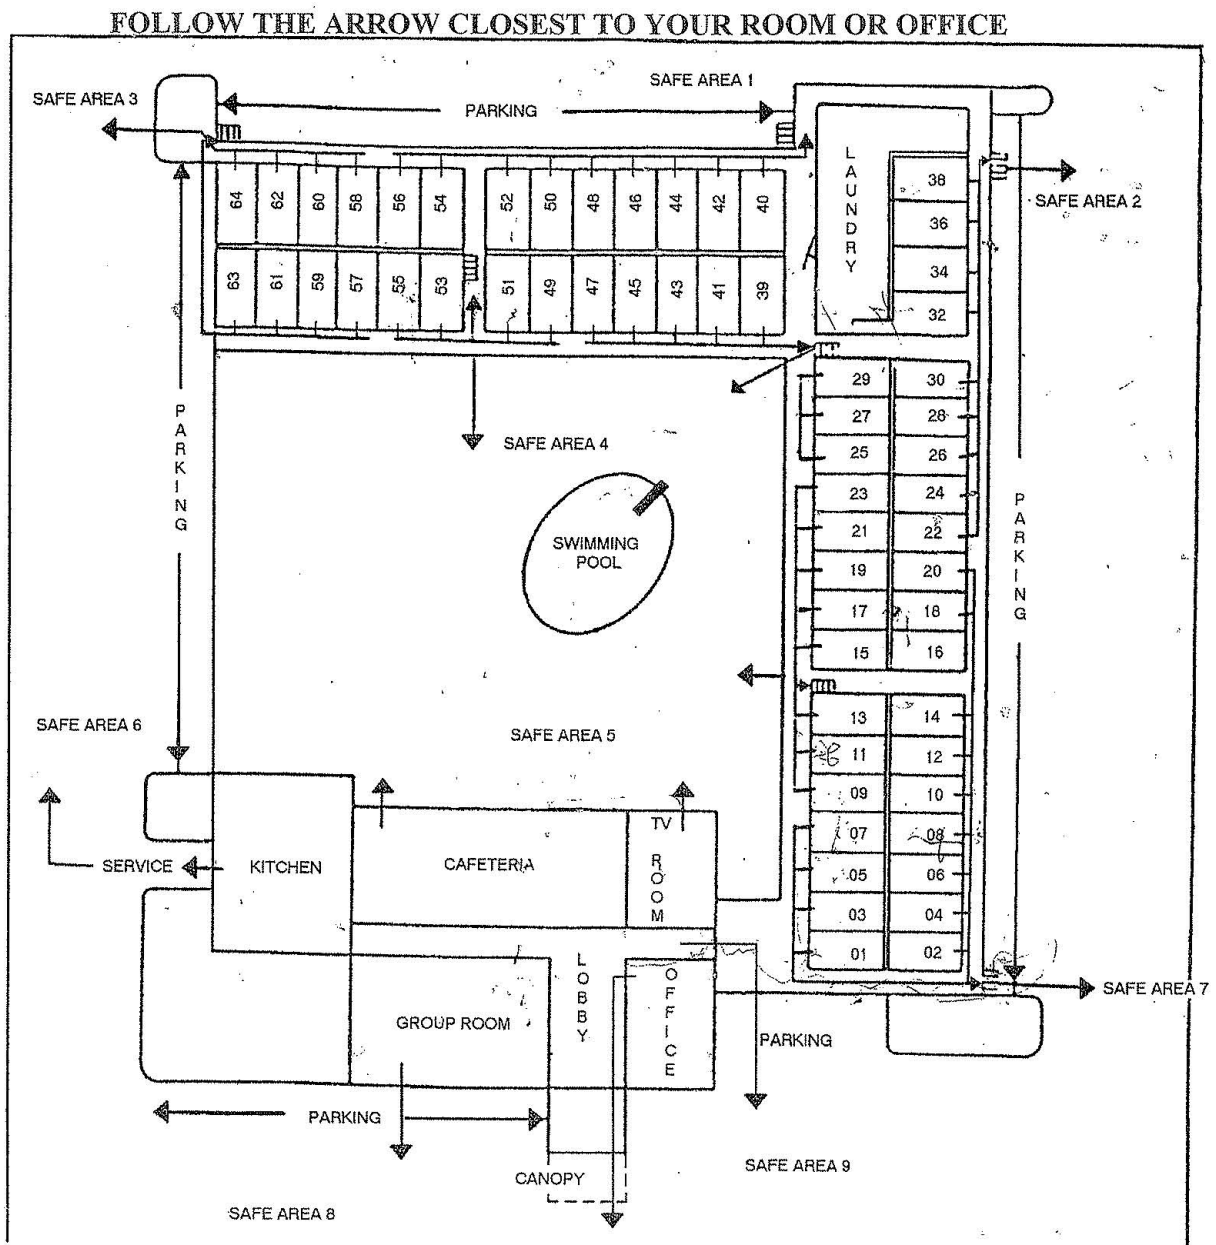 FOLLOW THE ARROW CLOSEST TO YOUR ROOM OR OFFICE
SAFE AREA 1
SAFE AREA 3
PARKING
LAUNDRY
38
SAFE AREA 2
64 62 60 58 56 54 52 50 48 46 44 42 40
36
63 61 59 57 55 53 51 49 47 45 43 41 39
34
32
29 30
PARKING
27 28
SAFE AREA 4
25 26
23 24
PARKING
21 22
SWIMMING
POOL
19 20
17 18
15 16
13 14
SAFE AREA 6
SAFE AREA 5
11 12
09 10
TV
ROOM
07 08
SERVICE
KITCHEN
CAFETERIA
05 06
03 04
01 02
LOBBY
OFFICE
SAFE AREA 7
GROUP ROOM
PARKING
PARKING
SAFE AREA 9
CANOPY
SAFE AREA 8